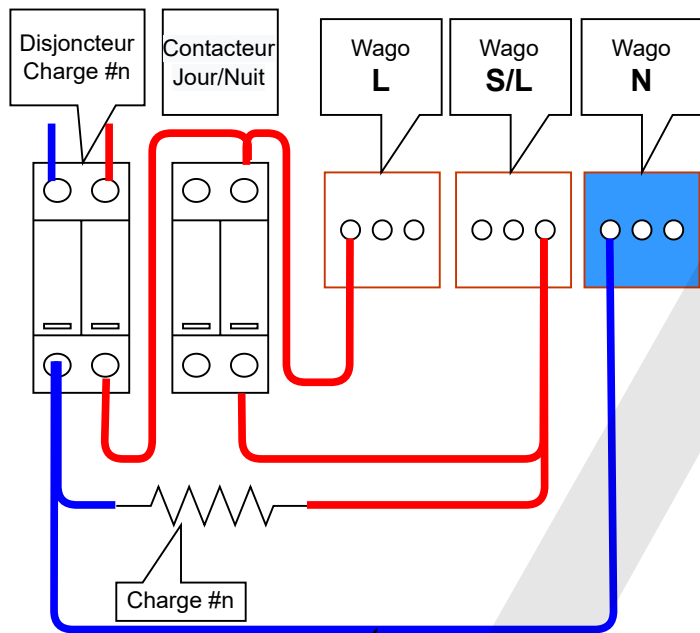 Disjoncteur
Charge #n
Contacteur
Jour/Nuit
Wago
L
Wago
S/L
Wago
N
Charge #n